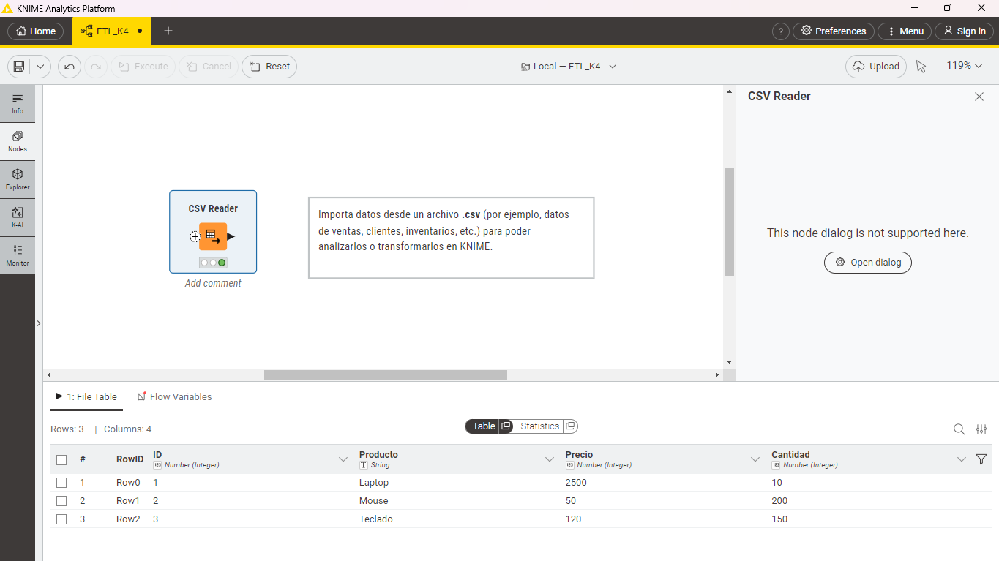 KNIME Analytics Platform
Home
ETL_K4
?
Preferences
Menu
Sign in
Execute
Cancel
Reset
Local — ETL_K4
Upload
119%
Info
Nodes
Explorer
K-AI
Monitor
CSV Reader
Add comment
Importa datos desde un archivo .csv (por ejemplo, datos
de ventas, clientes, inventarios, etc.) para poder
analizarlos o transformarlos en KNIME.
CSV Reader
This node dialog is not supported here.
Open dialog
1: File Table
Flow Variables
Rows: 3 | Columns: 4
Table
Statistics
# RowID ID Producto Precio Cantidad
Number (Integer) String Number (Integer) Number (Integer)
1 Row0 1 Laptop 2500 10
2 Row1 2 Mouse 50 200
3 Row2 3 Teclado 120 150